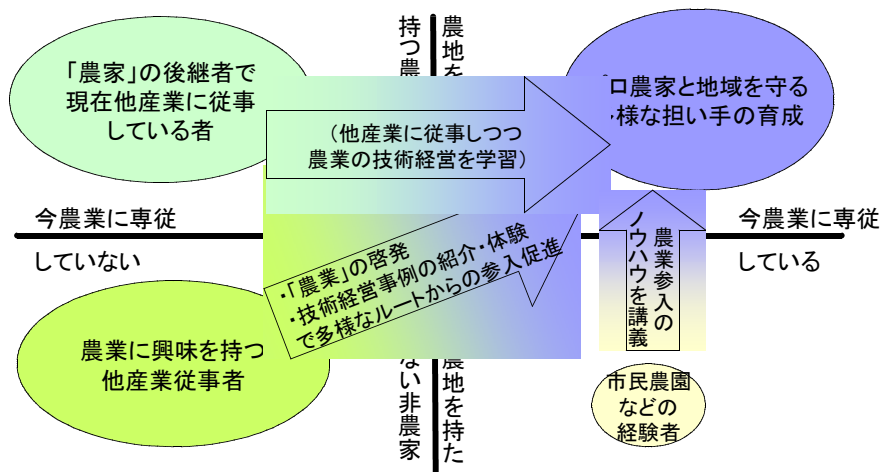 「農家」の後継者で
現在他産業に従事
している者
農地を
持つ農
ロ農家と地域を守る
様な担い手の育成
(他産業に従事しつつ
農業の技術経営を学習)
今農業に専従
していない
今農業に専従
している
・「農業」の啓発
・技術経営事例の紹介・体験
で多様なルートからの参入促進
農業参入の
ノウハウを講義
農業に興味を持つ
他産業従事者
農地を持た
ない非農家
市民農園
などの
経験者